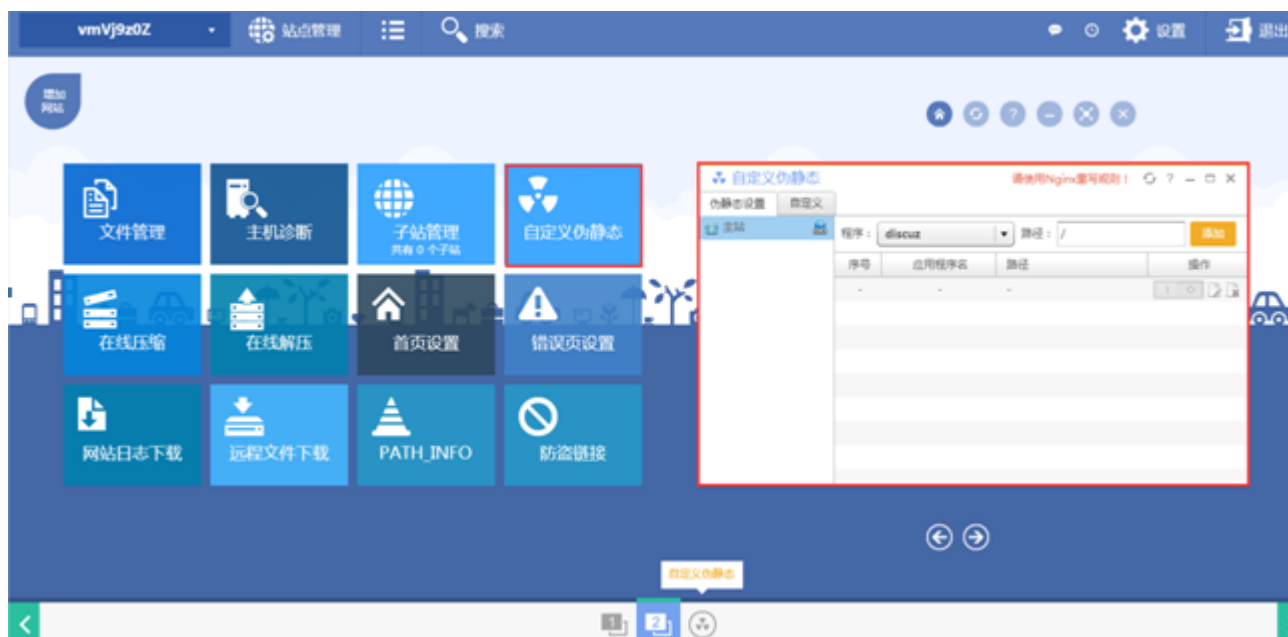 vmVj9z0Z
站点管理
搜索
设置
退出
增加
网站
文件管理
主机诊断
子站管理
共有 0 个子站
自定义伪静态
在线压缩
在线解压
首页设置
错误页设置
网站日志下载
远程文件下载
PATH_INFO
防盗链接
自定义伪静态
请使用Nginx重写规则！
伪静态设置
自定义
主站
程序： discuz
路径： /
添加
序号 应用程序名 路径 操作
- - -
自定义伪静态
1
2